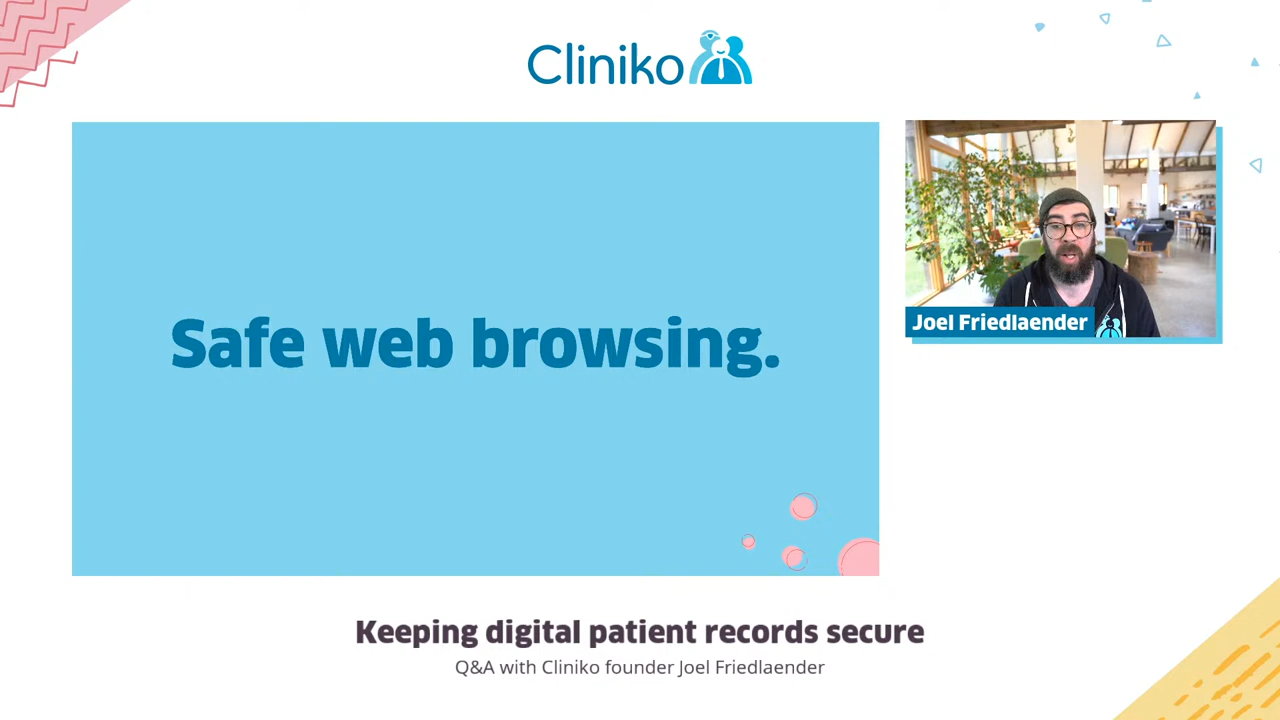 Cliniko
Safe web browsing.
Joel Friedlaender
Keeping digital patient records secure
Q&A with Cliniko founder Joel Friedlaender